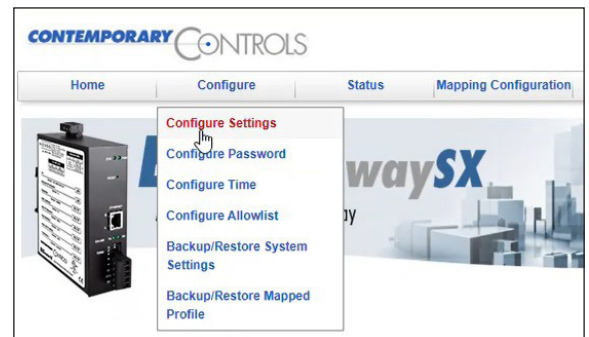 CONTEMPORARY CONTROLS
Home Configure Status Mapping Configuration
Configure Settings
Configure Password
Configure Time
waySX
Configure Allowlist
ay
Backup/Restore System
Settings
Backup/Restore Mapped
Profile